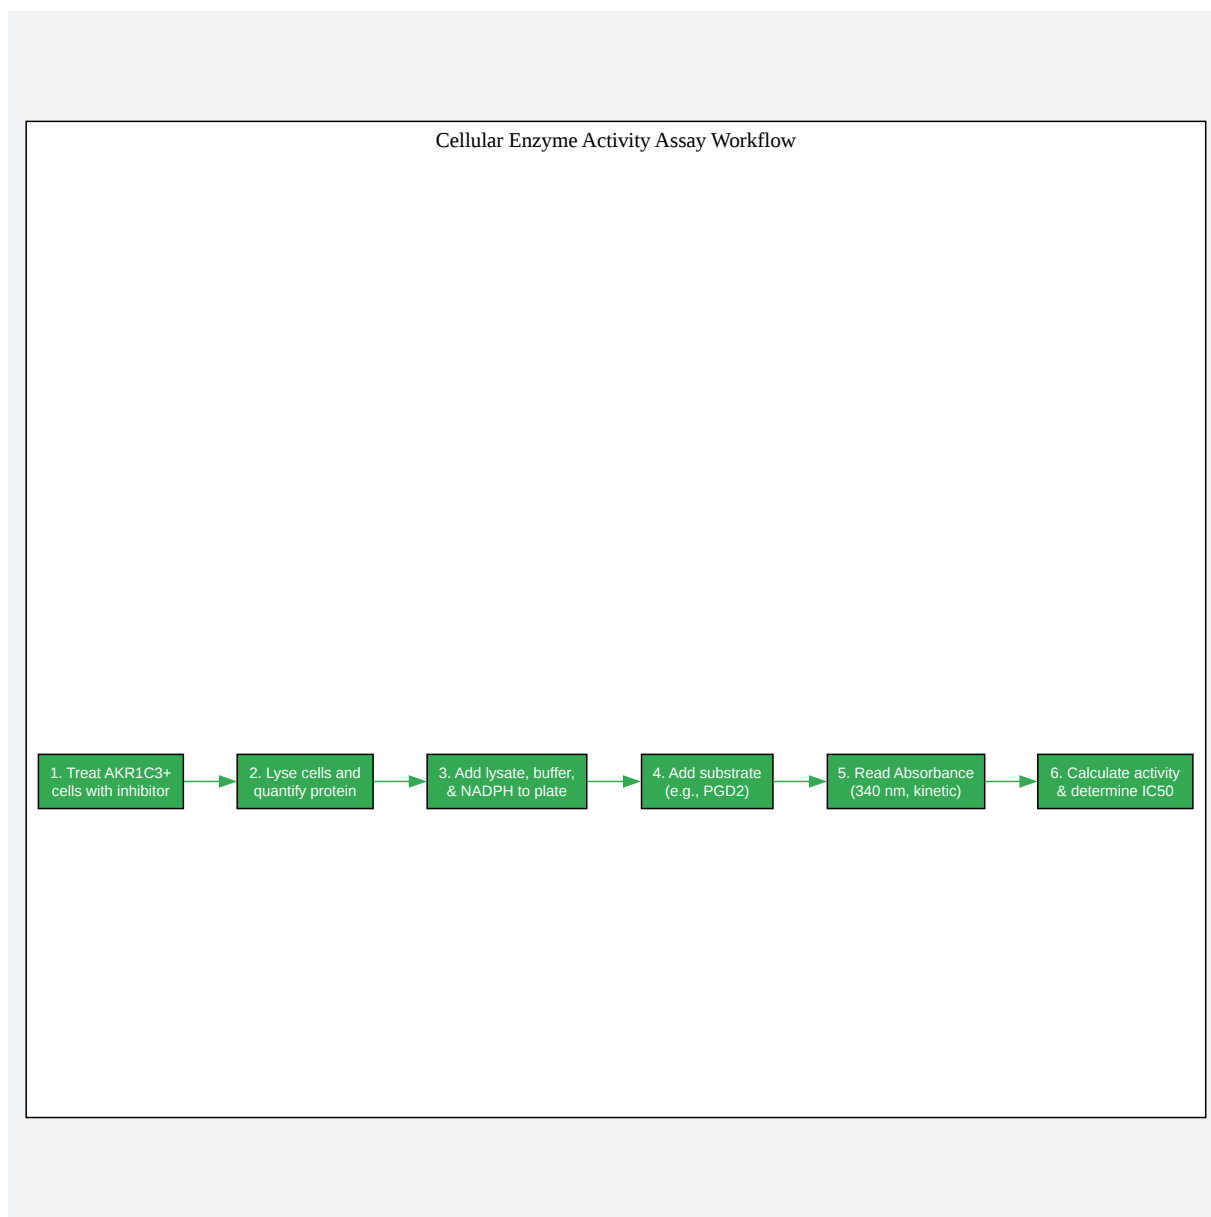 Cellular Enzyme Activity Assay Workflow
1. Treat AKR1C3+
cells with inhibitor
2. Lyse cells and
quantify protein
3. Add lysate, buffer,
& NADPH to plate
4. Add substrate
(e.g., PGD2)
5. Read Absorbance
(340 nm, kinetic)
6. Calculate activity
& determine IC50